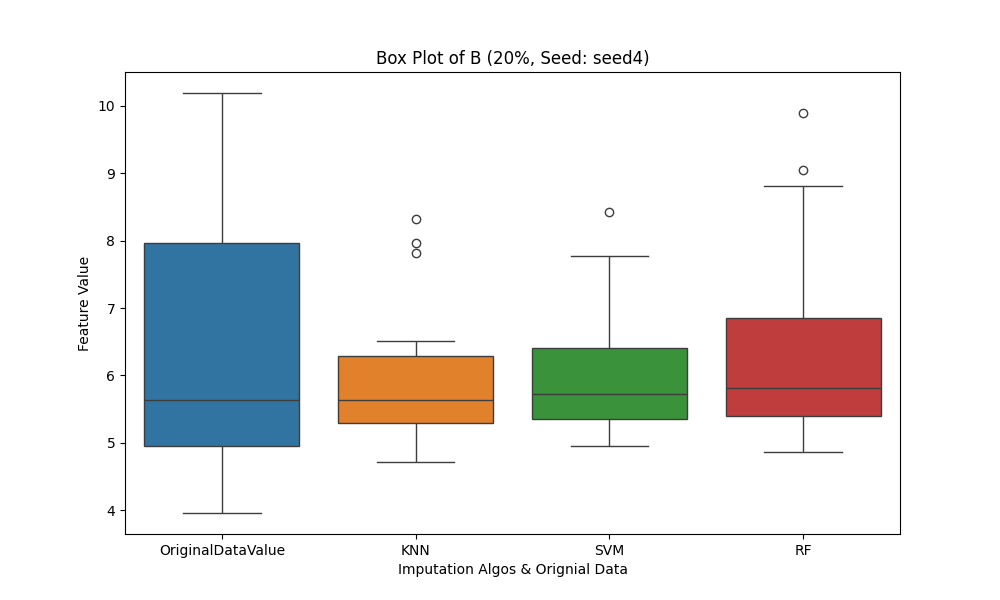 Box Plot of B (20%, Seed: seed4)
Feature Value
10
9
8
7
6
5
4
OriginalDataValue KNN SVM RF
Imputation Algos & Orignial Data